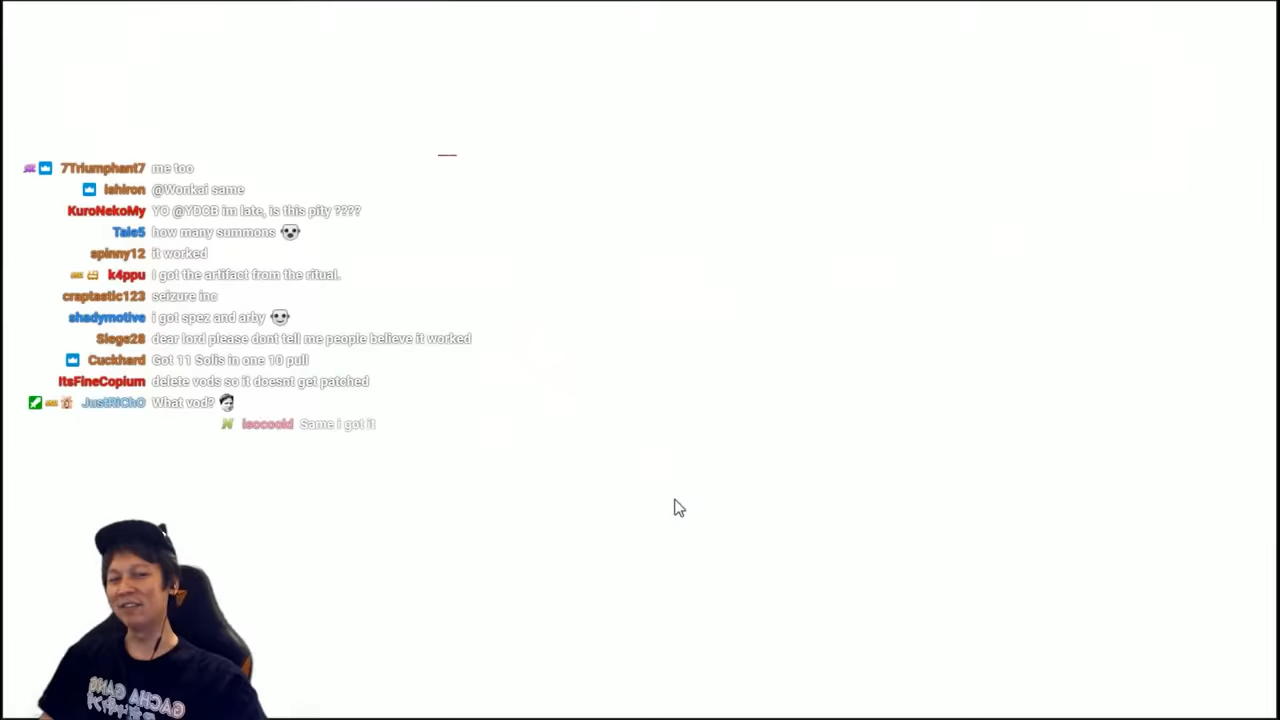 7Triumphant7 me too
ishiron @Wonkai same
KuroNekoMy YO @YDCB im late, is this pity ????
Tale5 how many summons
spinny12 it worked
k4ppu I got the artifact from the ritual.
craptastic123 seizure inc
shadymotive i got spez and arby
Siege28 dear lord please dont tell me people believe it worked
Cuckhard Got 11 Solis in one 10 pull
ItsFineCopium delete vods so it doesnt get patched
JustRiChO What vod?
isocoold Same i got it
GACHA GANG